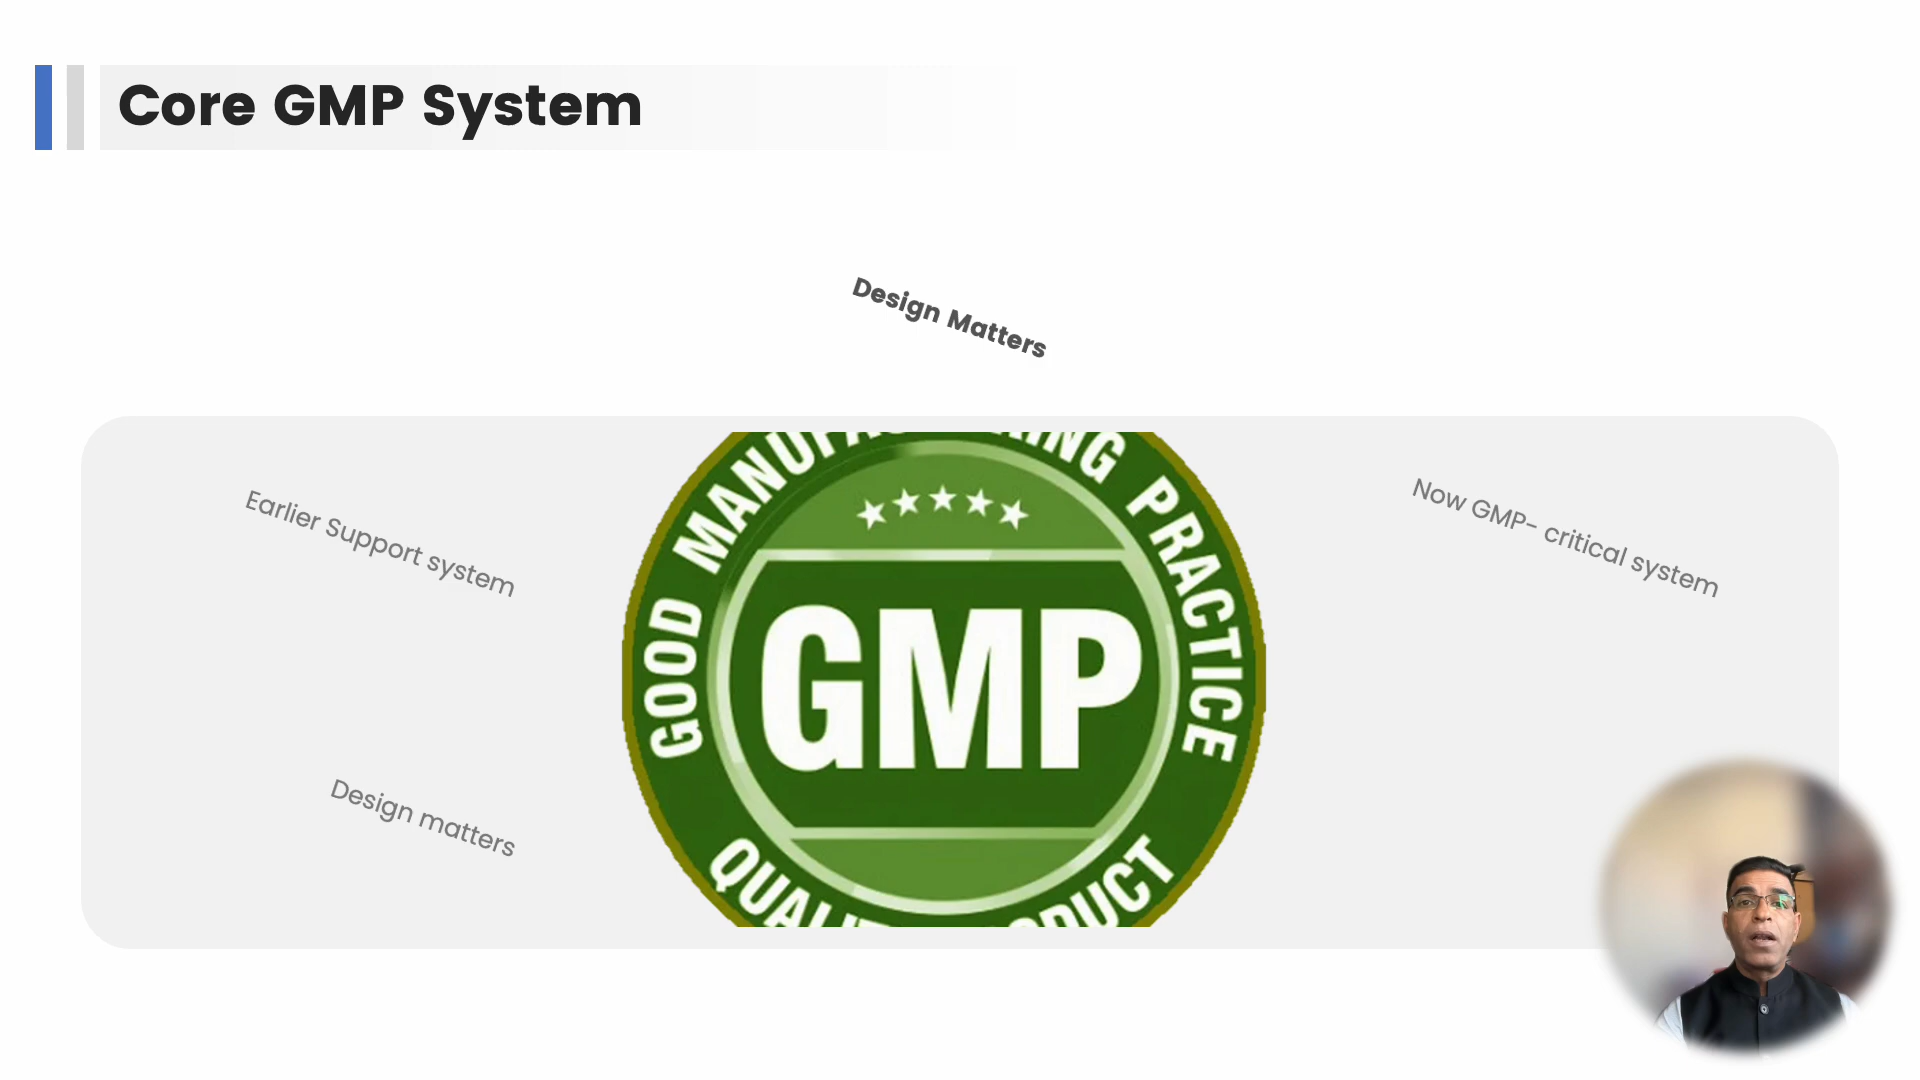 Core GMP System
Design Matters
Earlier Support system
Now GMP- critical system
Design matters
GOOD
PRACTICE
GMP